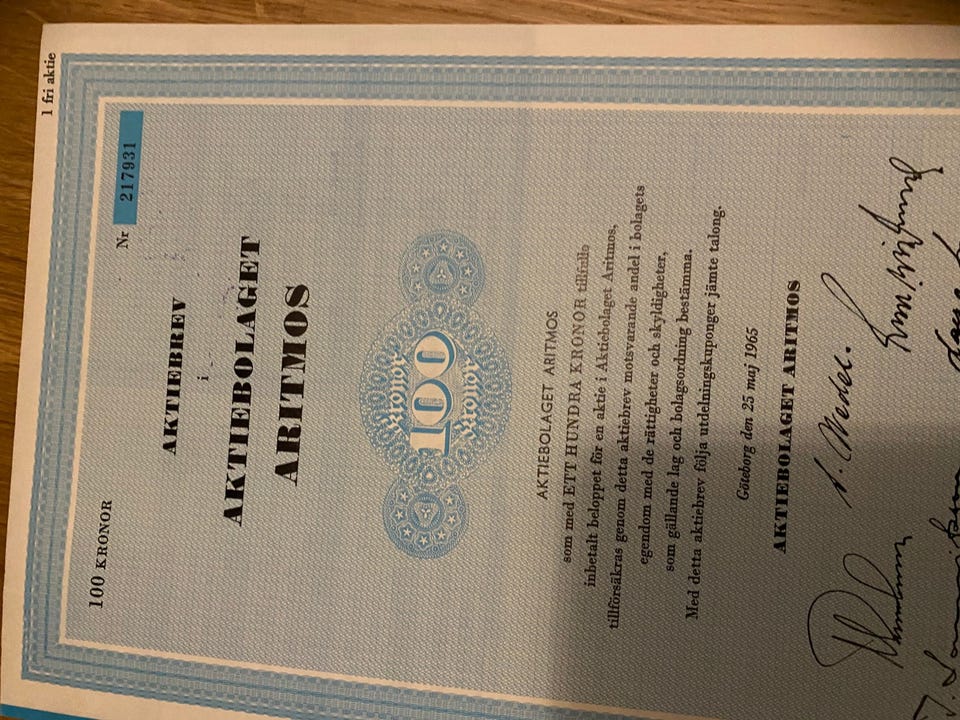 1 fri aktie
100 KRONOR
Nr 217931
AKTIEBREV
i
AKTIEBOLAGET
ARITMOS
Kronor
100
Kronor
AKTIEBOLAGET ARITMOS
som med ETT HUNDRA KRONOR tillfullo
inbetalt beloppet för en aktie i Aktiebolaget Aritmos,
tillförsäkras genom detta aktiebrev motsvarande andel i bolagets
egendom med de rättigheter och skyldigheter,
som gällande lag och bolagsordning bestämma.
Med detta aktiebrev följa utdelningskuponger jämte talong.
Göteborg den 25 maj 1965
AKTIEBOLAGET ARITMOS